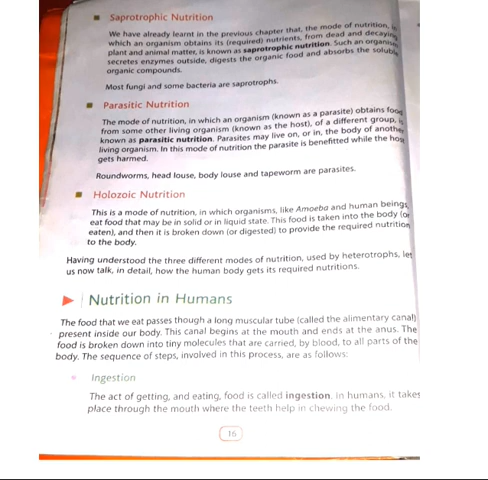 Saprotrophic Nutrition
We have already learnt in the previous chapter that, the mode of nutrition, in
which an organism obtains its (required) nutrients, from dead and decaying
plant and animal matter, is known as saprotrophic nutrition. Such an organism
secretes enzymes outside, digests the organic food and absorbs the soluble
organic compounds.
Most fungi and some bacteria are saprotrophs.
Parasitic Nutrition
The mode of nutrition, in which an organism (known as a parasite) obtains food
from some other living organism (known as the host), of a different group, is
known as parasitic nutrition. Parasites may live on, or in, the body of another
living organism. In this mode of nutrition the parasite is benefitted while the host
gets harmed.
Roundworms, head louse, body louse and tapeworm are parasites.
Holozoic Nutrition
This is a mode of nutrition, in which organisms, like Amoeba and human beings,
eat food that may be in solid or in liquid state. This food is taken into the body (or
eaten), and then it is broken down (or digested) to provide the required nutrition
to the body.
Having understood the three different modes of nutrition, used by heterotrophs, let
us now talk, in detail, how the human body gets its required nutritions.
Nutrition in Humans
The food that we eat passes though a long muscular tube (called the alimentary canal)
present inside our body. This canal begins at the mouth and ends at the anus. The
food is broken down into tiny molecules that are carried, by blood, to all parts of the
body. The sequence of steps, involved in this process, are as follows:
Ingestion
The act of getting, and eating, food is called ingestion. In humans, it takes
place through the mouth where the teeth help in chewing the food.
16